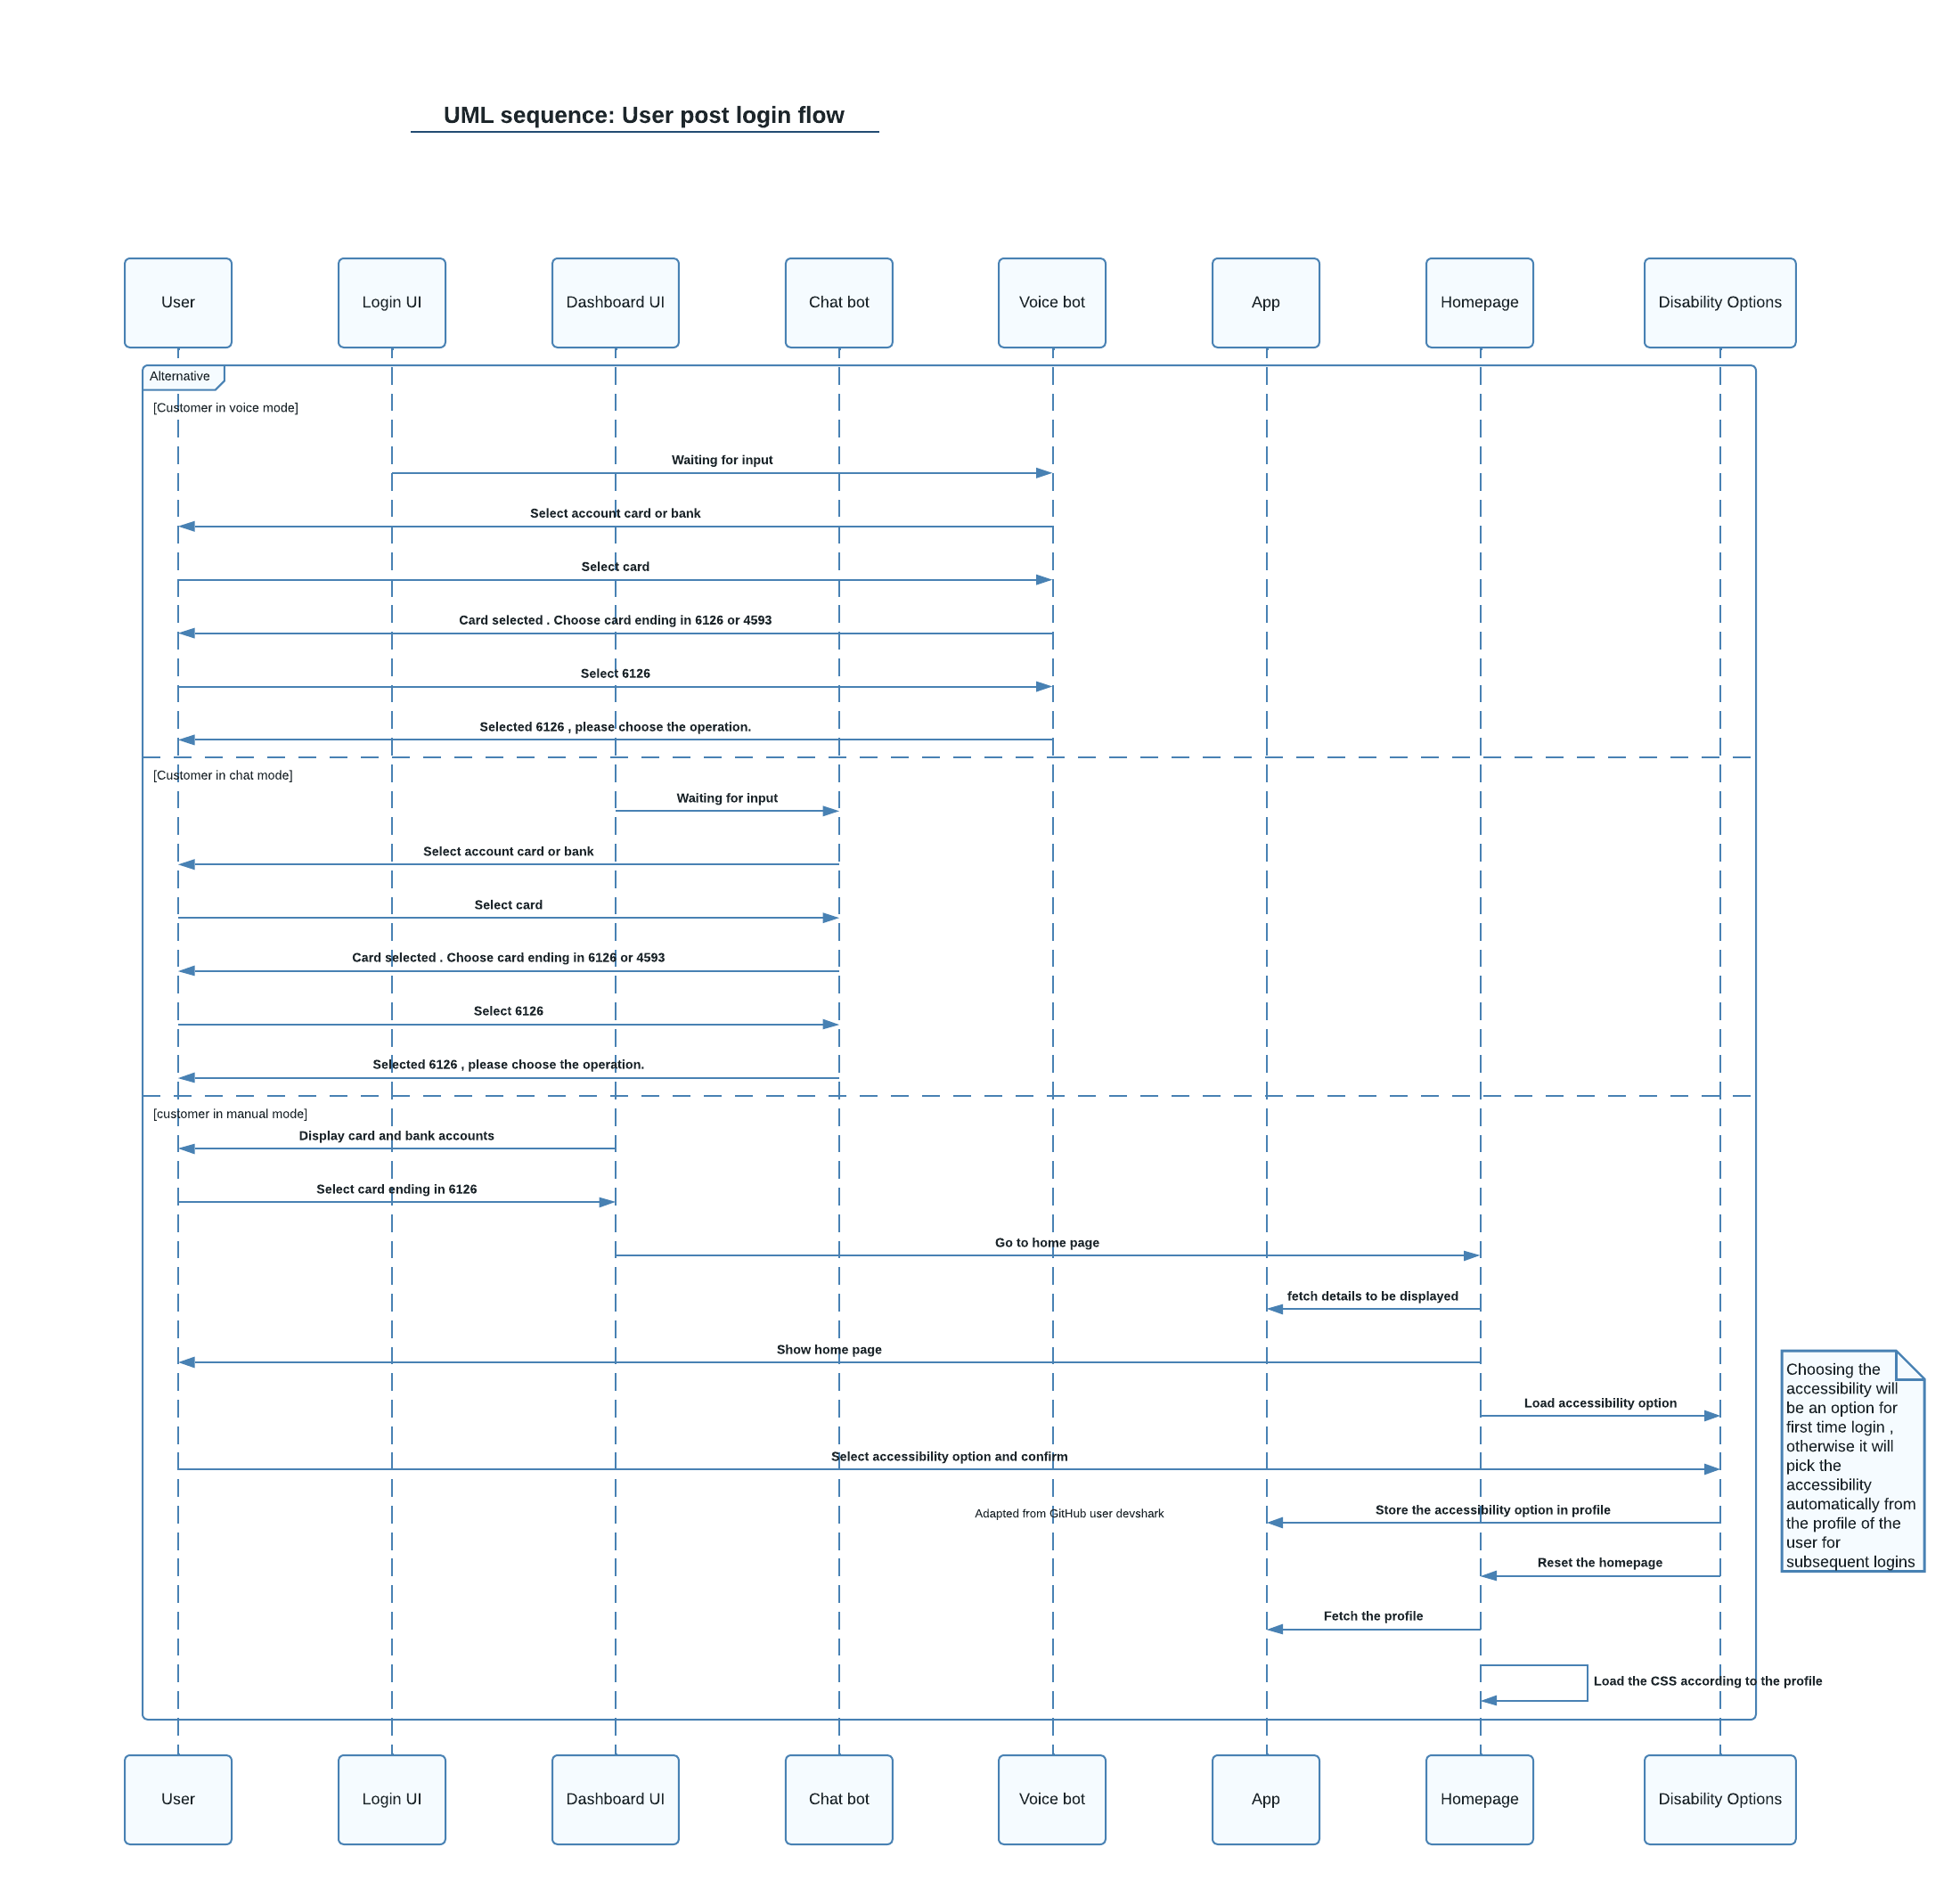 UML sequence: User post login flow
User
Login UI
Dashboard UI
Chat bot
Voice bot
App
Homepage
Disability Options
Alternative
[Customer in voice mode]
Waiting for input
Select account card or bank
Select card
Card selected . Choose card ending in 6126 or 4593
Select 6126
Selected 6126 , please choose the operation.
[Customer in chat mode]
Waiting for input
Select account card or bank
Select card
Card selected . Choose card ending in 6126 or 4593
Select 6126
Selected 6126 , please choose the operation.
[customer in manual mode]
Display card and bank accounts
Select card ending in 6126
Go to home page
fetch details to be displayed
Show home page
Load accessibility option
Select accessibility option and confirm
Adapted from GitHub user devshark
Store the accessibility option in profile
Reset the homepage
Fetch the profile
Load the CSS according to the profile
Choosing the
accessibility will
be an option for
first time login ,
otherwise it will
pick the
accessibility
automatically from
the profile of the
user for
subsequent logins
User
Login UI
Dashboard UI
Chat bot
Voice bot
App
Homepage
Disability Options